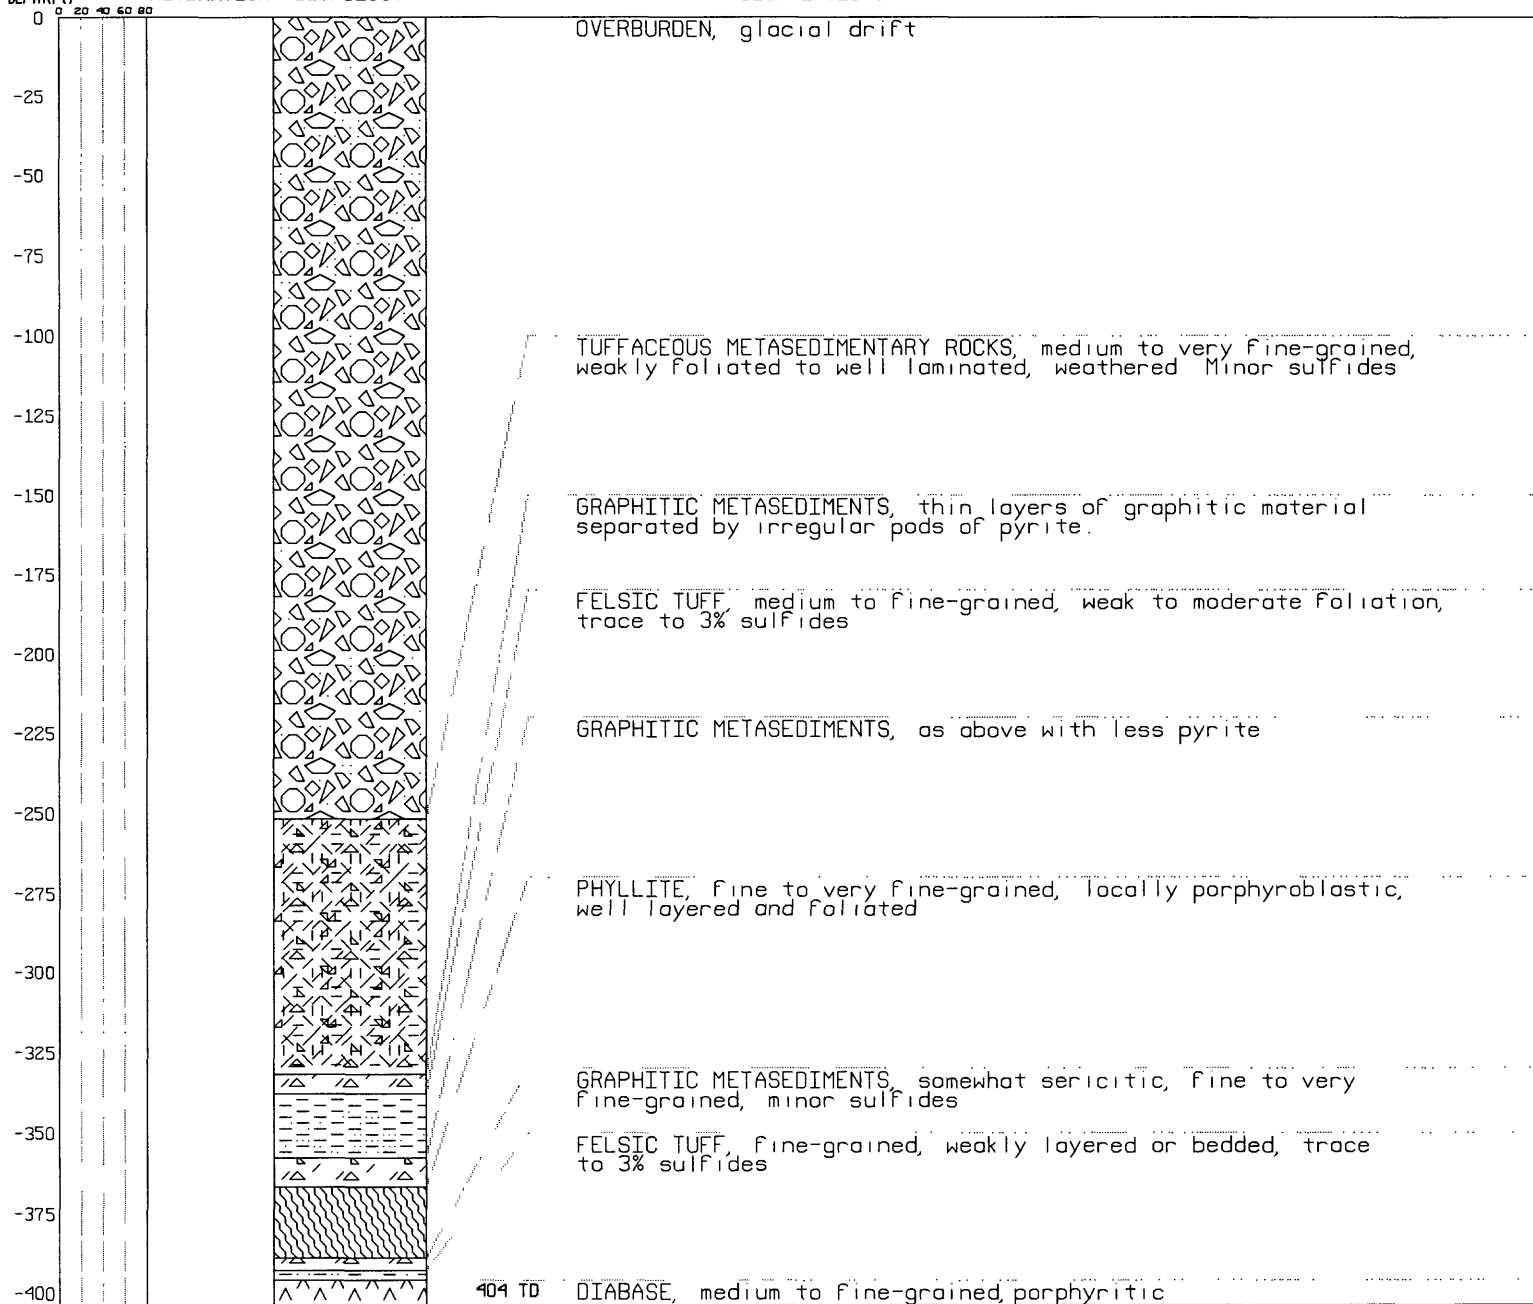 DEPTH(ft)
0 20 40 60 80
0
OVERBURDEN, glacial drift
-25
-50
-75
-100
TUFFACEOUS METASEDIMENTARY ROCKS, medium to very fine-grained,
weakly foliated to well laminated, weathered Minor sulfides
-125
-150
GRAPHITIC METASEDIMENTS, thin layers of graphitic material
separated by irregular pods of pyrite.
-175
FELSIC TUFF, medium to fine-grained, weak to moderate foliation,
trace to 3% sulfides
-200
-225
GRAPHITIC METASEDIMENTS, as above with less pyrite
-250
-275
PHYLLITE, fine to very fine-grained, locally porphyroblastic,
well layered and foliated
-300
-325
GRAPHITIC METASEDIMENTS, somewhat sericitic, fine to very
fine-grained, minor sulfides
-350
FELSIC TUFF, fine-grained, weakly layered or bedded, trace
to 3% sulfides
-375
-400
404 TD
DIABASE, medium to fine-grained, porphyritic